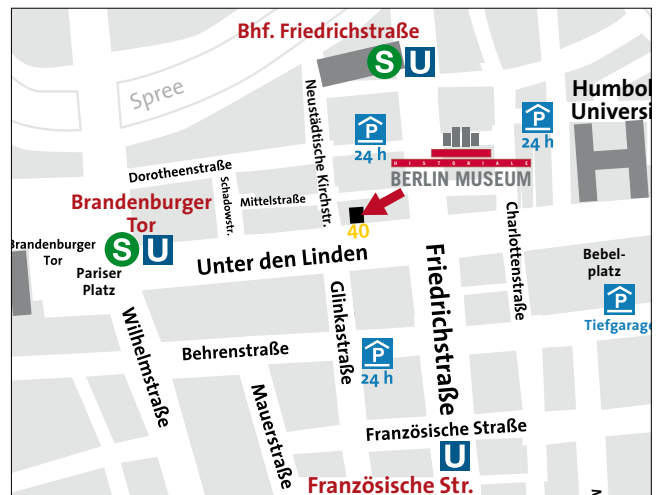 Bhf. Friedrichstraße
S U
Spree
Neustädtische Kirchstr.
P
24 h
P
24 h
Humbol
Universi
HISTORIALE
BERLIN MUSEUM
Dorotheenstraße
Schadowstr.
Mittelstraße
Brandenburger
Tor
S U
Brandenburger
Tor
Pariser
Platz
40
Unter den Linden
Charlottenstraße
Friedrichstraße
Bebel-
platz
P
Tiefgarage
Glinkastraße
Wilhelmstraße
Behrenstraße
P
24 h
Mauerstraße
Französische Straße
U
Französische Str.